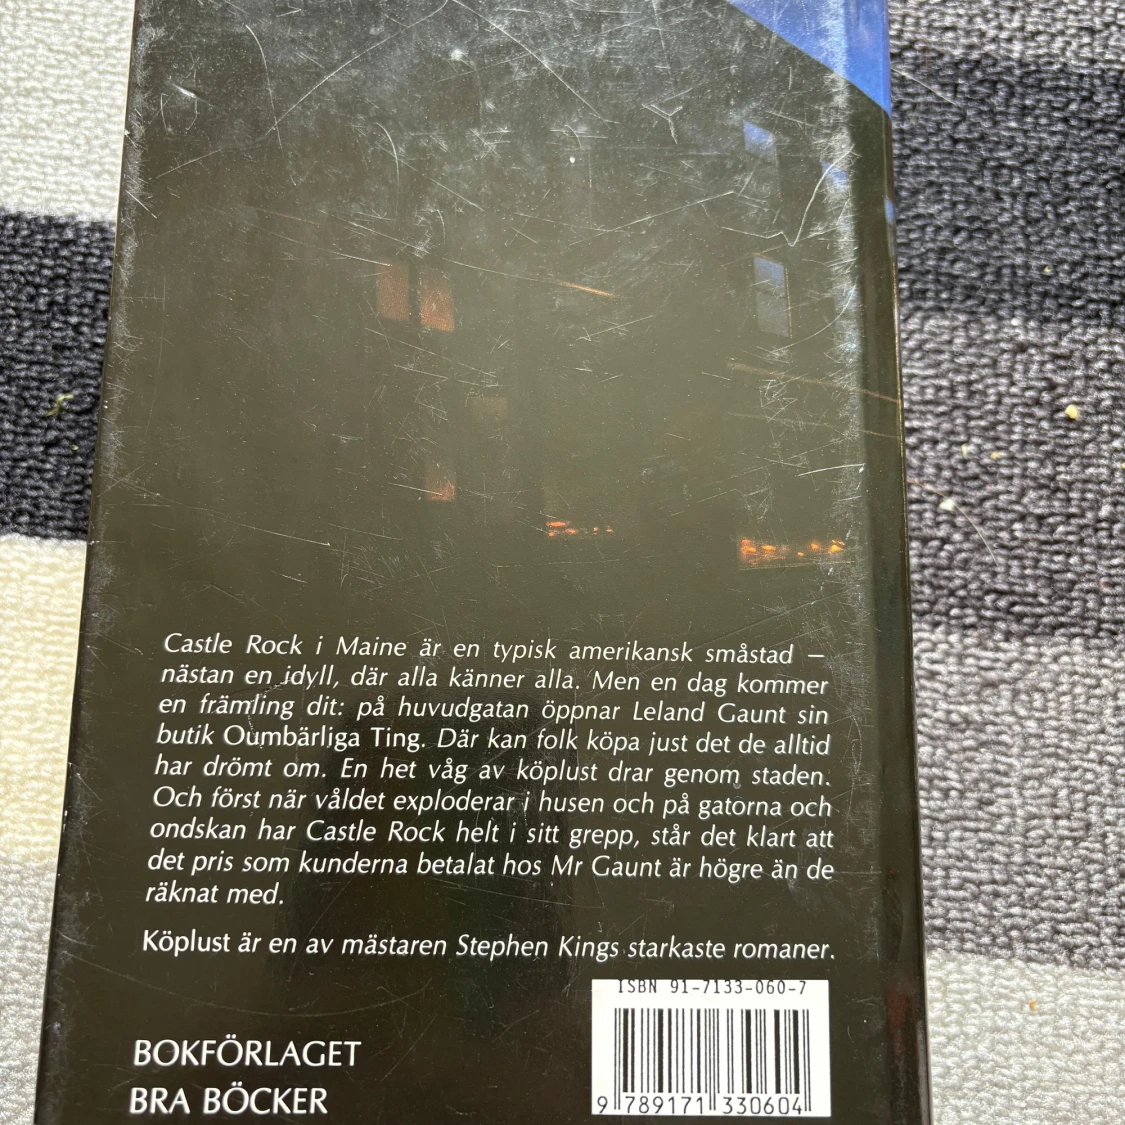 Castle Rock i Maine är en typisk amerikansk småstad –
nästan en idyll, där alla känner alla. Men en dag kommer
en främling dit: på huvudgatan öppnar Leland Gaunt sin
butik Oumbärliga Ting. Där kan folk köpa just det de alltid
har drömt om. En het våg av köplust drar genom staden.
Och först när våldet exploderar i husen och på gatorna och
ondskan har Castle Rock helt i sitt grepp, står det klart att
det pris som kunderna betalat hos Mr Gaunt är högre än de
räknat med.
Köplust är en av mästaren Stephen Kings starkaste romaner.
ISBN 91-7133-060-7
BOKFÖRLAGET
BRA BÖCKER
9 789171 330604